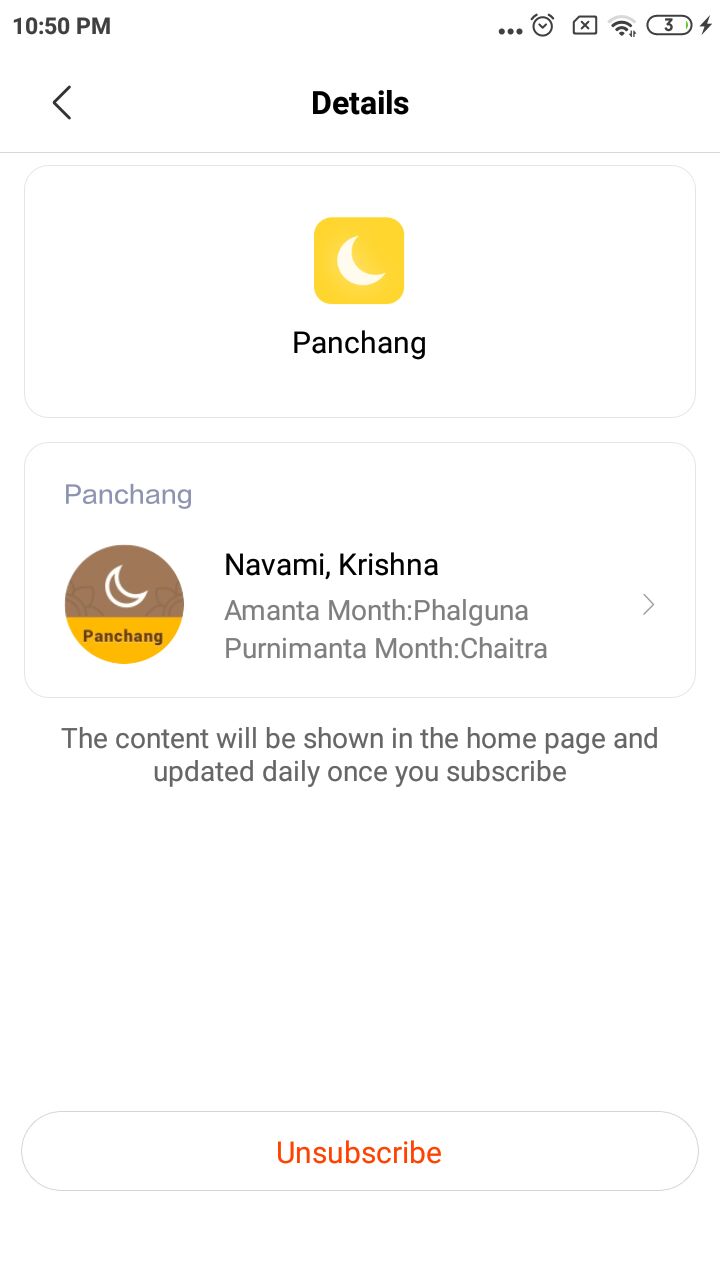 10:50 PM
3
Details
Panchang
Panchang
Navami, Krishna
Amanta Month:Phalguna
Panchang
Purnimanta Month:Chaitra
The content will be shown in the home page and
updated daily once you subscribe
Unsubscribe